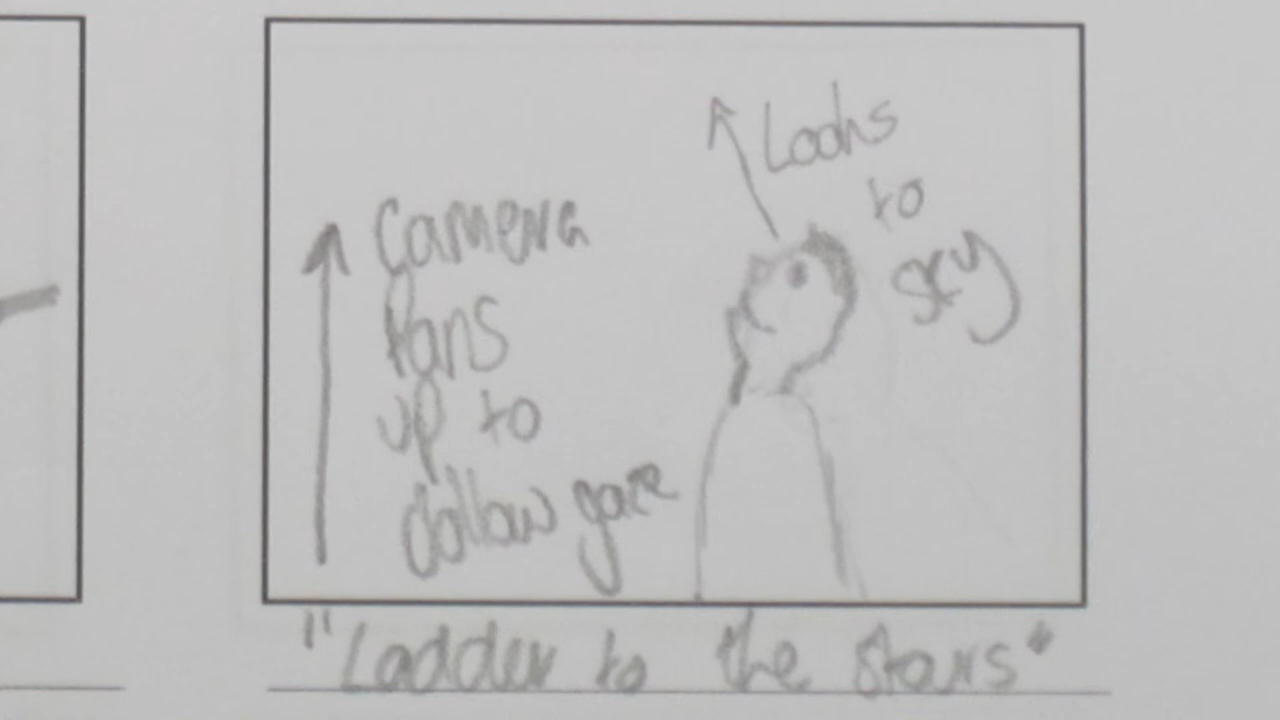 Looks
to
sky
Camera
Pans
up to
follow gaze
"Ladder to the stars"